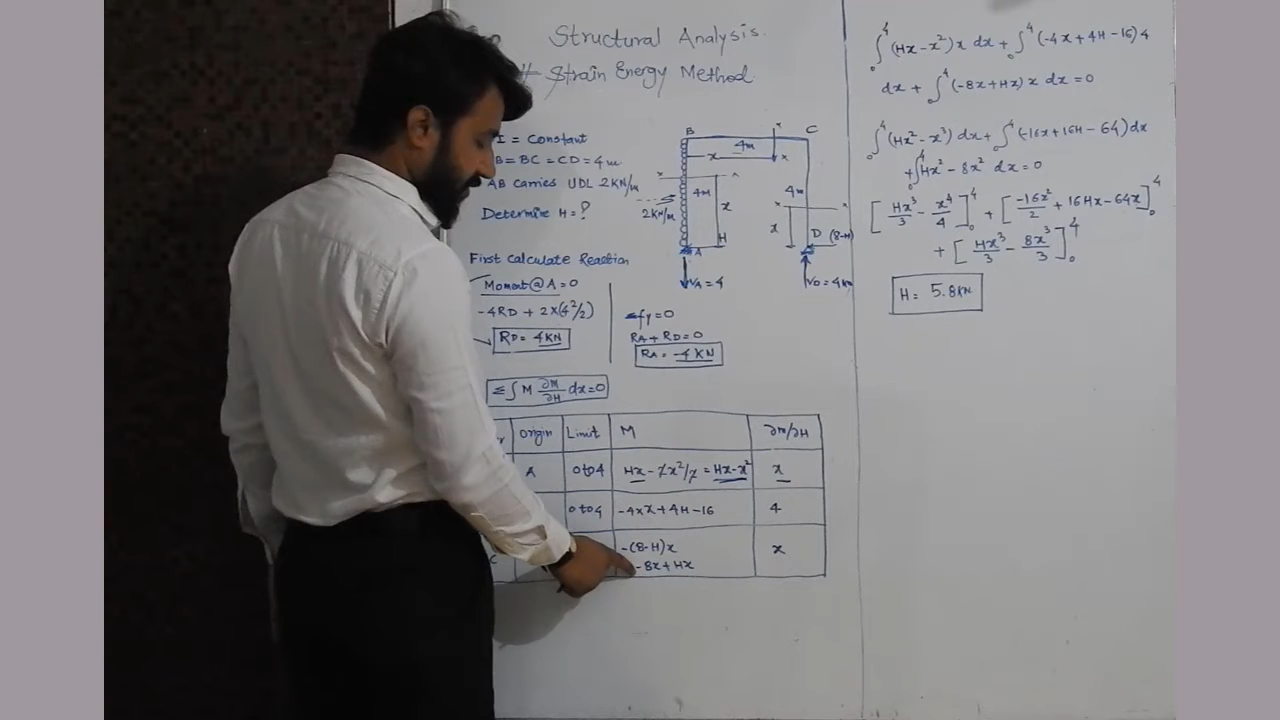 Structural Analysis
# Strain Energy Method
I = Constant
B= BC = CD = 4m
AB Carries UDL 2KN/m
Determine H = ?
First Calculate Reaction
Moment@A = 0
-4RD + 2x(4²/2)
RD= 4KN
≤fy=0
RA + RD = 0
RA = -4 KN
≤∫ M ∂M/∂H dx=0
B
C
x
4m
x
x
x
x
4m
x
2KN/m
H
A
VA = 4
4m
x
x
x
D (8-H)
VD = 4KN
Origin Limit M ∂m/∂H
A 0 to 4 Hx - 2x²/2 = Hx-x² x
0 to 4 -4xx + 4H-16 4
C -(8-H)x x
-8x + Hx
∫₀⁴ (Hx-x²)x dx + ∫₀⁴ (-4x + 4H - 16) 4
dx + ∫₀⁴ (-8x + Hx) x dx = 0
∫₀⁴ (Hx² - x³) dx + ∫₀⁴ (-16x + 16H - 64) dx
+ ∫₀⁴ Hx² - 8x² dx = 0
[Hx³/3 - x⁴/4]₀⁴ + [-16x²/2 + 16Hx - 64x]₀⁴
+ [Hx³/3 - 8x³/3]₀⁴
H = 5.8KN